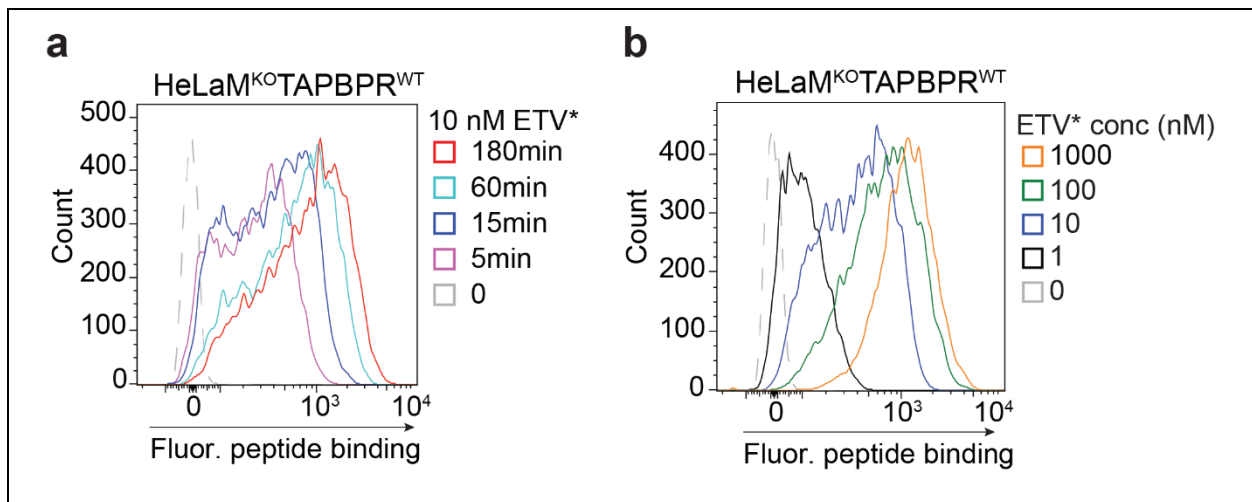 a
HeLaMᴷᴼTAPBPRᵂᵀ
500
400
300
200
100
0
Count
0
10³
10⁴
Fluor. peptide binding
10 nM ETV*
180min
60min
15min
5min
0
b
HeLaMᴷᴼTAPBPRᵂᵀ
400
300
200
100
0
Count
0
10³
10⁴
Fluor. peptide binding
ETV* conc (nM)
1000
100
10
1
0